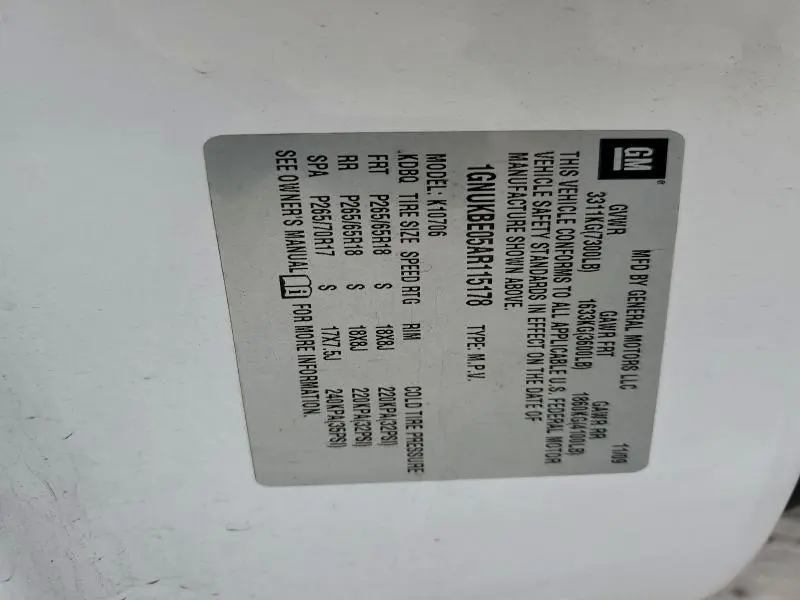 GM®
MFD BY GENERAL MOTORS LLC 11/09
GVWR GAWR FRT GAWR RR
3311KG(7300LB) 1633KG(3600LB) 1860KG(4100LB)
THIS VEHICLE CONFORMS TO ALL APPLICABLE U.S. FEDERAL MOTOR
VEHICLE SAFETY STANDARDS IN EFFECT ON THE DATE OF
MANUFACTURE SHOWN ABOVE.
1GNUKBE05AR115178 TYPE: M.P.V.
MODEL: K10706
XDBQ TIRE SIZE SPEED RTG RIM COLD TIRE PRESSURE
FRT P265/65R18 S 18X8J 220KPA(32PSI)
RR P265/65R18 S 18X8J 220KPA(32PSI)
SPA P265/70R17 S 17X7.5J 240KPA(35PSI)
SEE OWNER'S MANUAL FOR MORE INFORMATION.